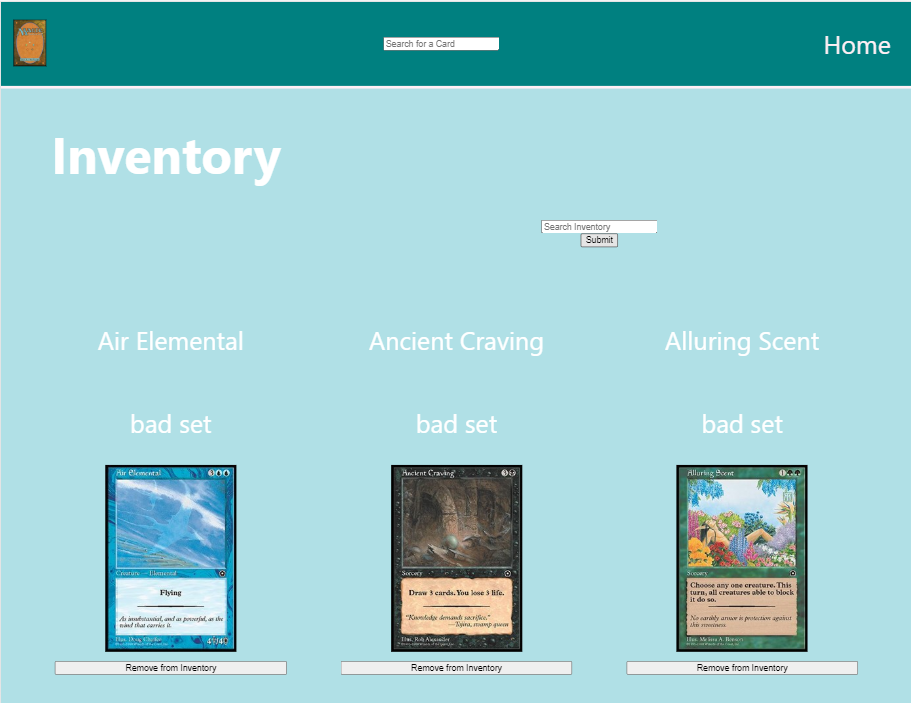 Search for a Card
Home
Inventory
Search Inventory
Submit
Air Elemental
Ancient Craving
Alluring Scent
bad set
bad set
bad set
Air Elemental
Creature — Elemental
Flying
As insubstantial, and as powerful, as the
wind that carries it.
4/4
Remove from Inventory
Ancient Craving
Sorcery
Draw 3 cards. You lose 3 life.
"Knowledge demands sacrifice."
—Tojira, swamp queen
Illus. Rob Alexander
Remove from Inventory
Alluring Scent
Sorcery
Choose any one creature. This
turn, all creatures able to block
it do so.
No earthly armor is protection against
this sweetness.
Remove from Inventory